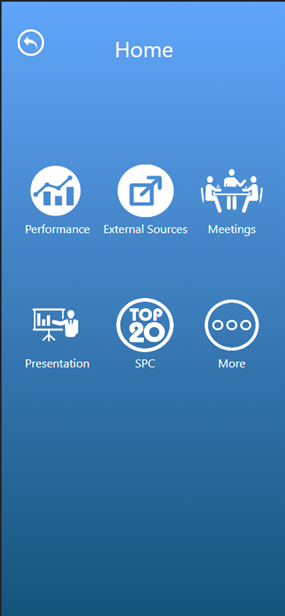 Home
Performance
External Sources
Meetings
TOP
20
Presentation
SPC
More